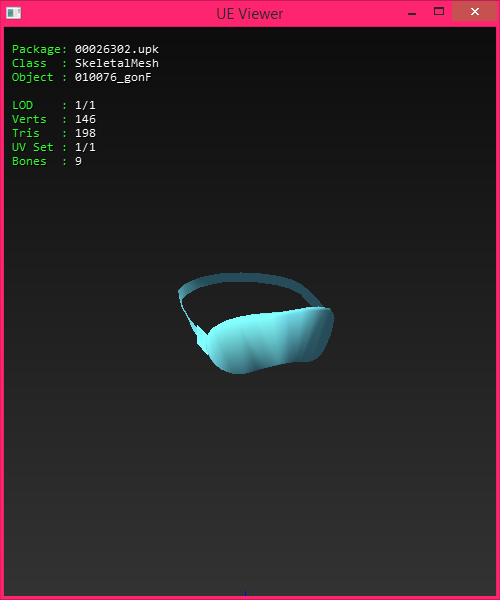 UE Viewer
Package: 00026302.upk
Class : SkeletalMesh
Object : 010076_gonF
LOD : 1/1
Verts : 146
Tris : 198
UV Set : 1/1
Bones : 9